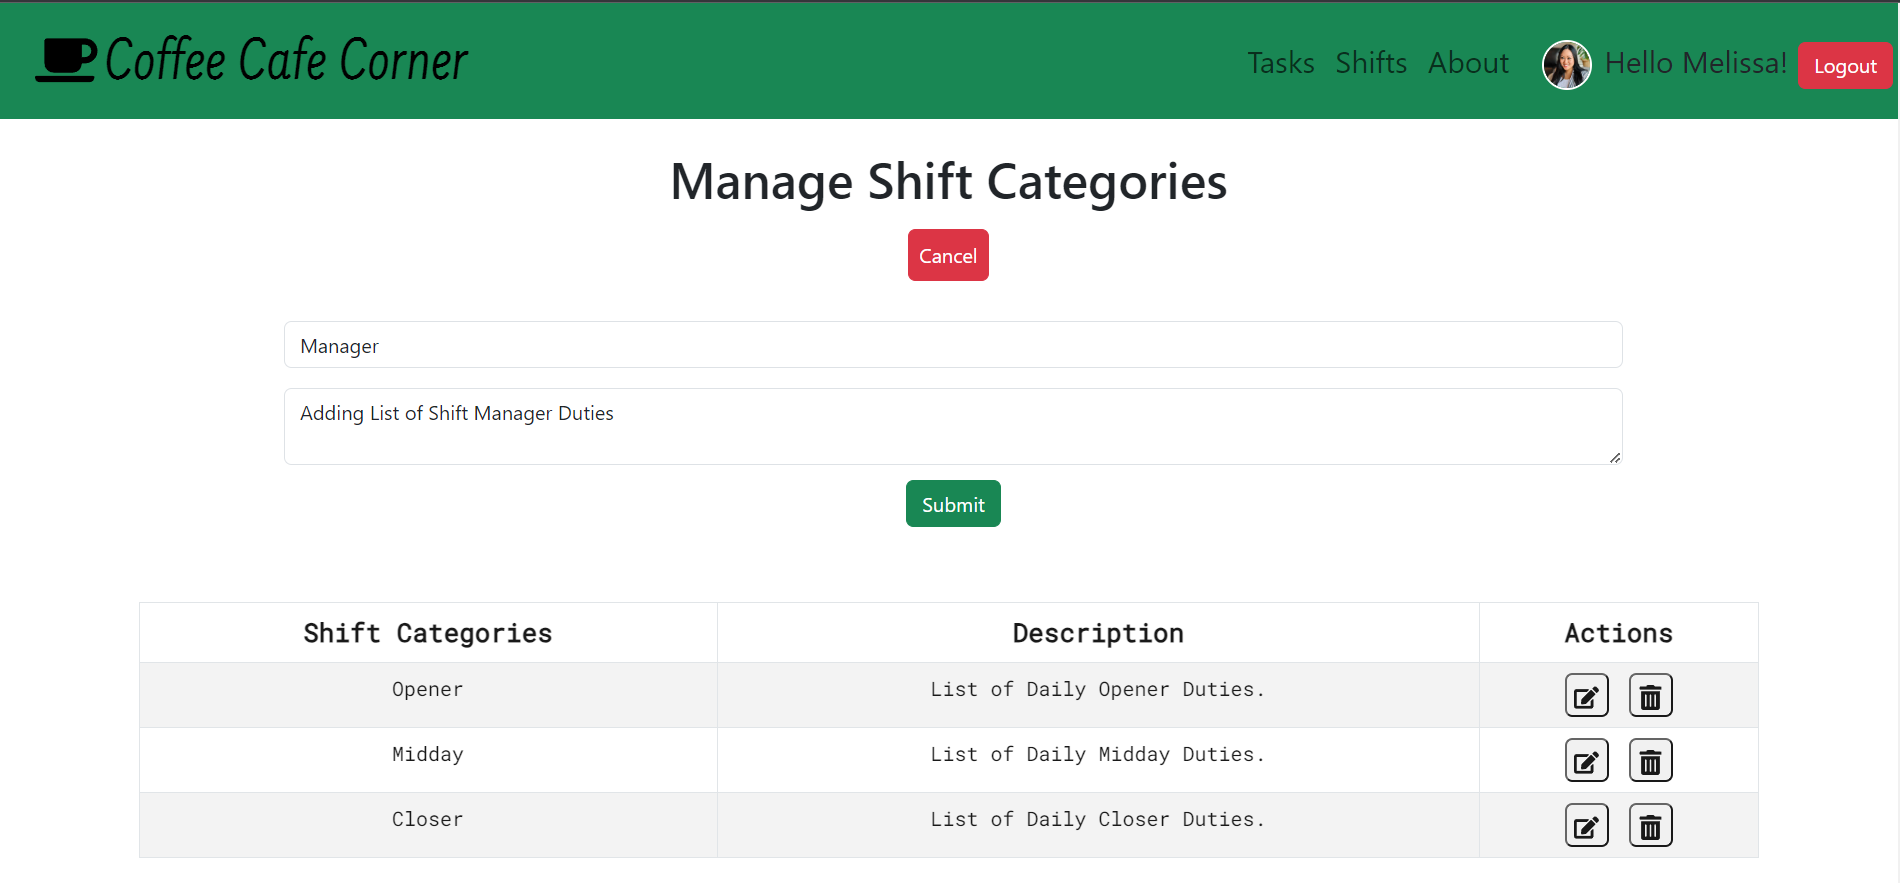 Coffee Cafe Corner Tasks Shifts About Hello Melissa! Logout
Manage Shift Categories
Cancel
Manager
Adding List of Shift Manager Duties
Submit
Shift Categories Description Actions
Opener List of Daily Opener Duties.
Midday List of Daily Midday Duties.
Closer List of Daily Closer Duties.